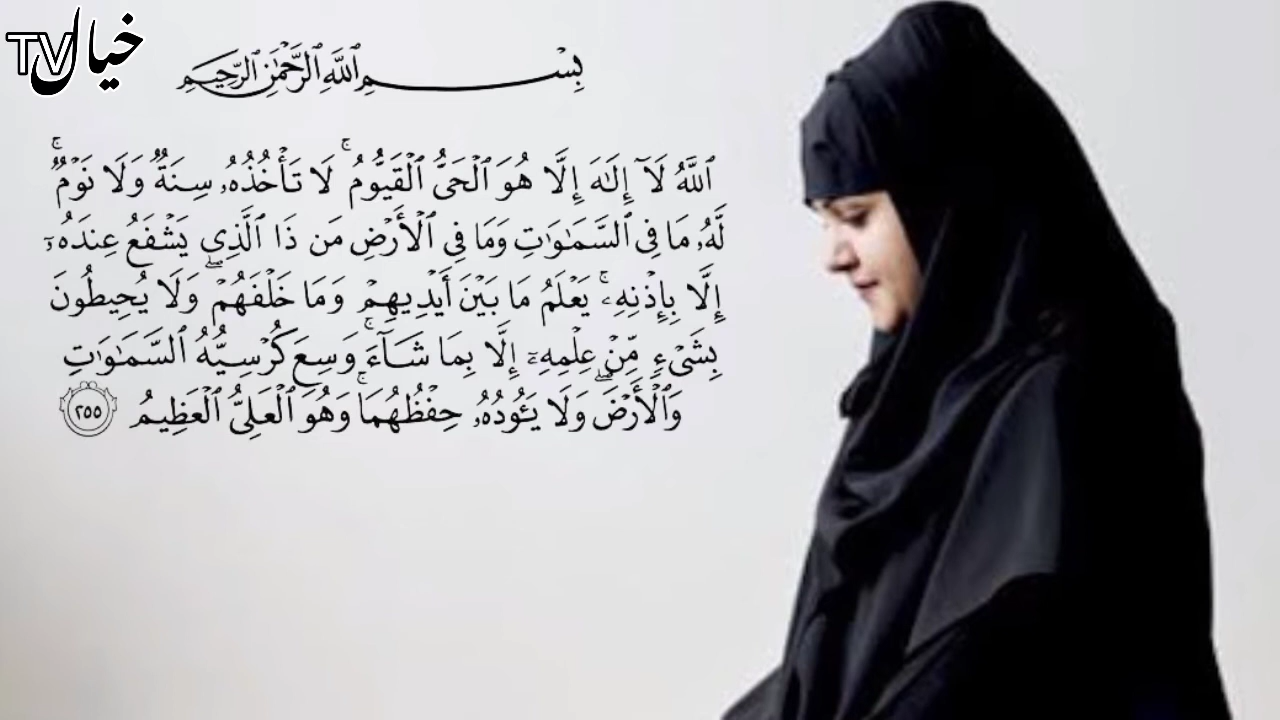 خيال TV
بِسْمِ ٱللَّهِ ٱلرَّحْمَٰنِ ٱلرَّحِيمِ
ٱللَّهُ لَآ إِلَٰهَ إِلَّا هُوَ ٱلْحَىُّ ٱلْقَيُّومُ ۚ لَا تَأْخُذُهُۥ سِنَةٌ وَلَا نَوْمٌ ۚ
لَّهُۥ مَا فِى ٱلسَّمَٰوَٰتِ وَمَا فِى ٱلْأَرْضِ مَن ذَا ٱلَّذِى يَشْفَعُ عِندَهُۥٓ
إِلَّا بِإِذْنِهِۦ ۚ يَعْلَمُ مَا بَيْنَ أَيْدِيهِمْ وَمَا خَلْفَهُمْ ۖ وَلَا يُحِيطُونَ
بِشَىْءٍ مِّنْ عِلْمِهِۦٓ إِلَّا بِمَا شَآءَ ۚ وَسِعَ كُرْسِيُّهُ ٱلسَّمَٰوَٰتِ
وَٱلْأَرْضَ ۖ وَلَا يَـُٔودُهُۥ حِفْظُهُمَا ۚ وَهُوَ ٱلْعَلِىُّ ٱلْعَظِيمُ ٢٥٥